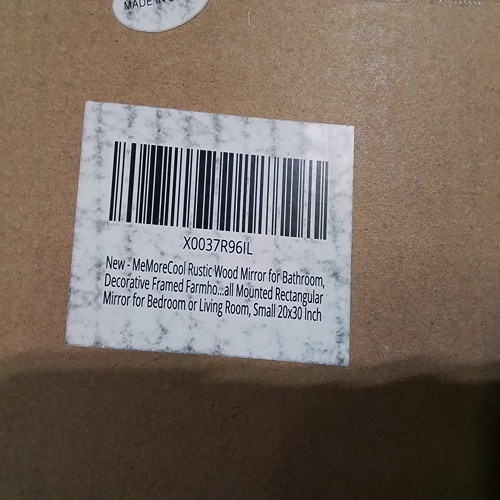 MADE IN
X0037R96IL
New - MeMoreCool Rustic Wood Mirror for Bathroom,
Decorative Framed Farmho...all Mounted Rectangular
Mirror for Bedroom or Living Room, Small 20x30 Inch